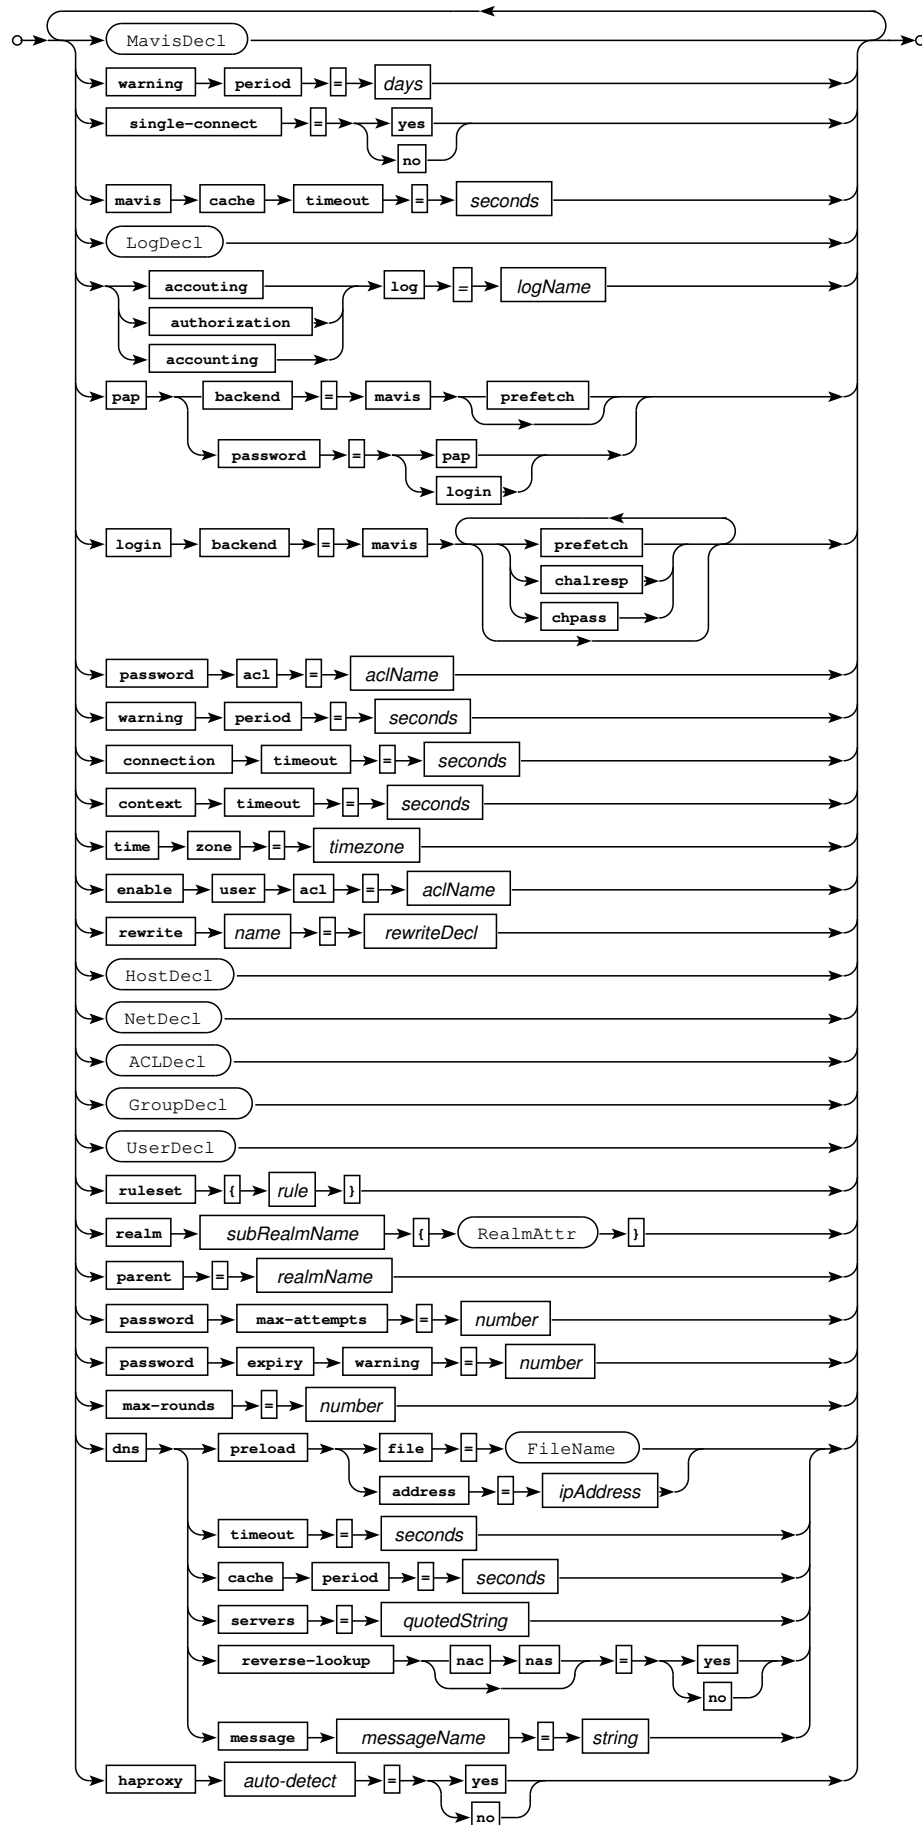 MavisDecl
warning period = days
single-connect = yes
no
mavis cache timeout = seconds
LogDecl
accouting log = logName
authorization
accounting
pap backend = mavis prefetch
password = pap
login
login backend = mavis prefetch
chalresp
chpass
password acl = aclName
warning period = seconds
connection timeout = seconds
context timeout = seconds
time zone = timezone
enable user acl = aclName
rewrite name = rewriteDecl
HostDecl
NetDecl
ACLDecl
GroupDecl
UserDecl
ruleset { rule }
realm subRealmName { RealmAttr }
parent = realmName
password max-attempts = number
password expiry warning = number
max-rounds = number
dns preload file = FileName
address = ipAddress
timeout = seconds
cache period = seconds
servers = quotedString
reverse-lookup nac nas = yes
no
message messageName = string
haproxy auto-detect = yes
no